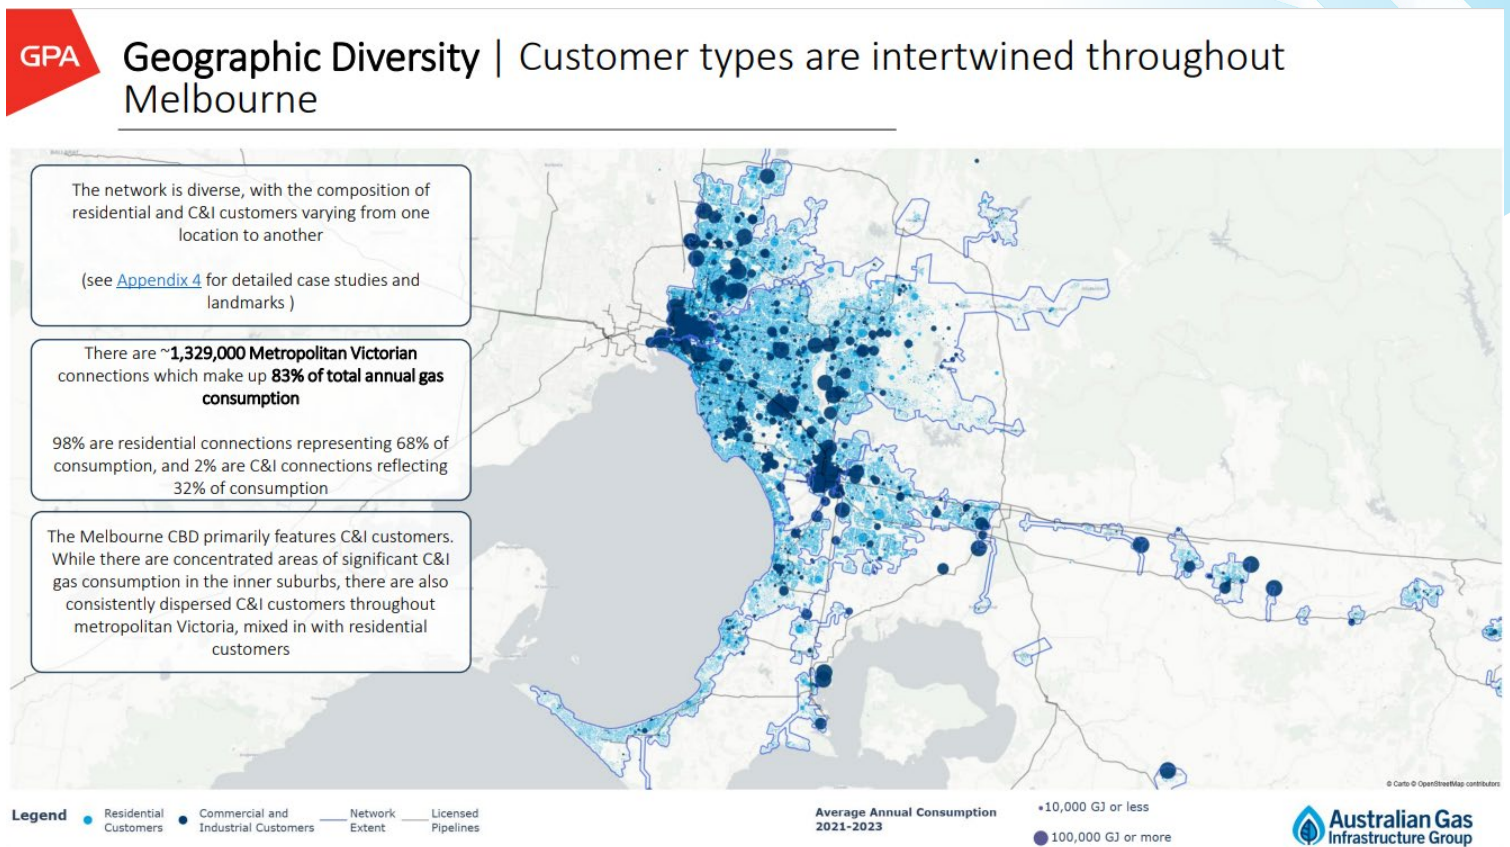 GPA
Geographic Diversity | Customer types are intertwined throughout
Melbourne
The network is diverse, with the composition of
residential and C&I customers varying from one
location to another
(see Appendix 4 for detailed case studies and
landmarks )
There are ~1,329,000 Metropolitan Victorian
connections which make up 83% of total annual gas
consumption
98% are residential connections representing 68% of
consumption, and 2% are C&I connections reflecting
32% of consumption
The Melbourne CBD primarily features C&I customers.
While there are concentrated areas of significant C&I
gas consumption in the inner suburbs, there are also
consistently dispersed C&I customers throughout
metropolitan Victoria, mixed in with residential
customers
© Carto © OpenStreetMap contributors
Legend
Residential
Customers
Commercial and
Industrial Customers
Network
Extent
Licensed
Pipelines
Average Annual Consumption
2021-2023
10,000 GJ or less
100,000 GJ or more
Australian Gas
Infrastructure Group